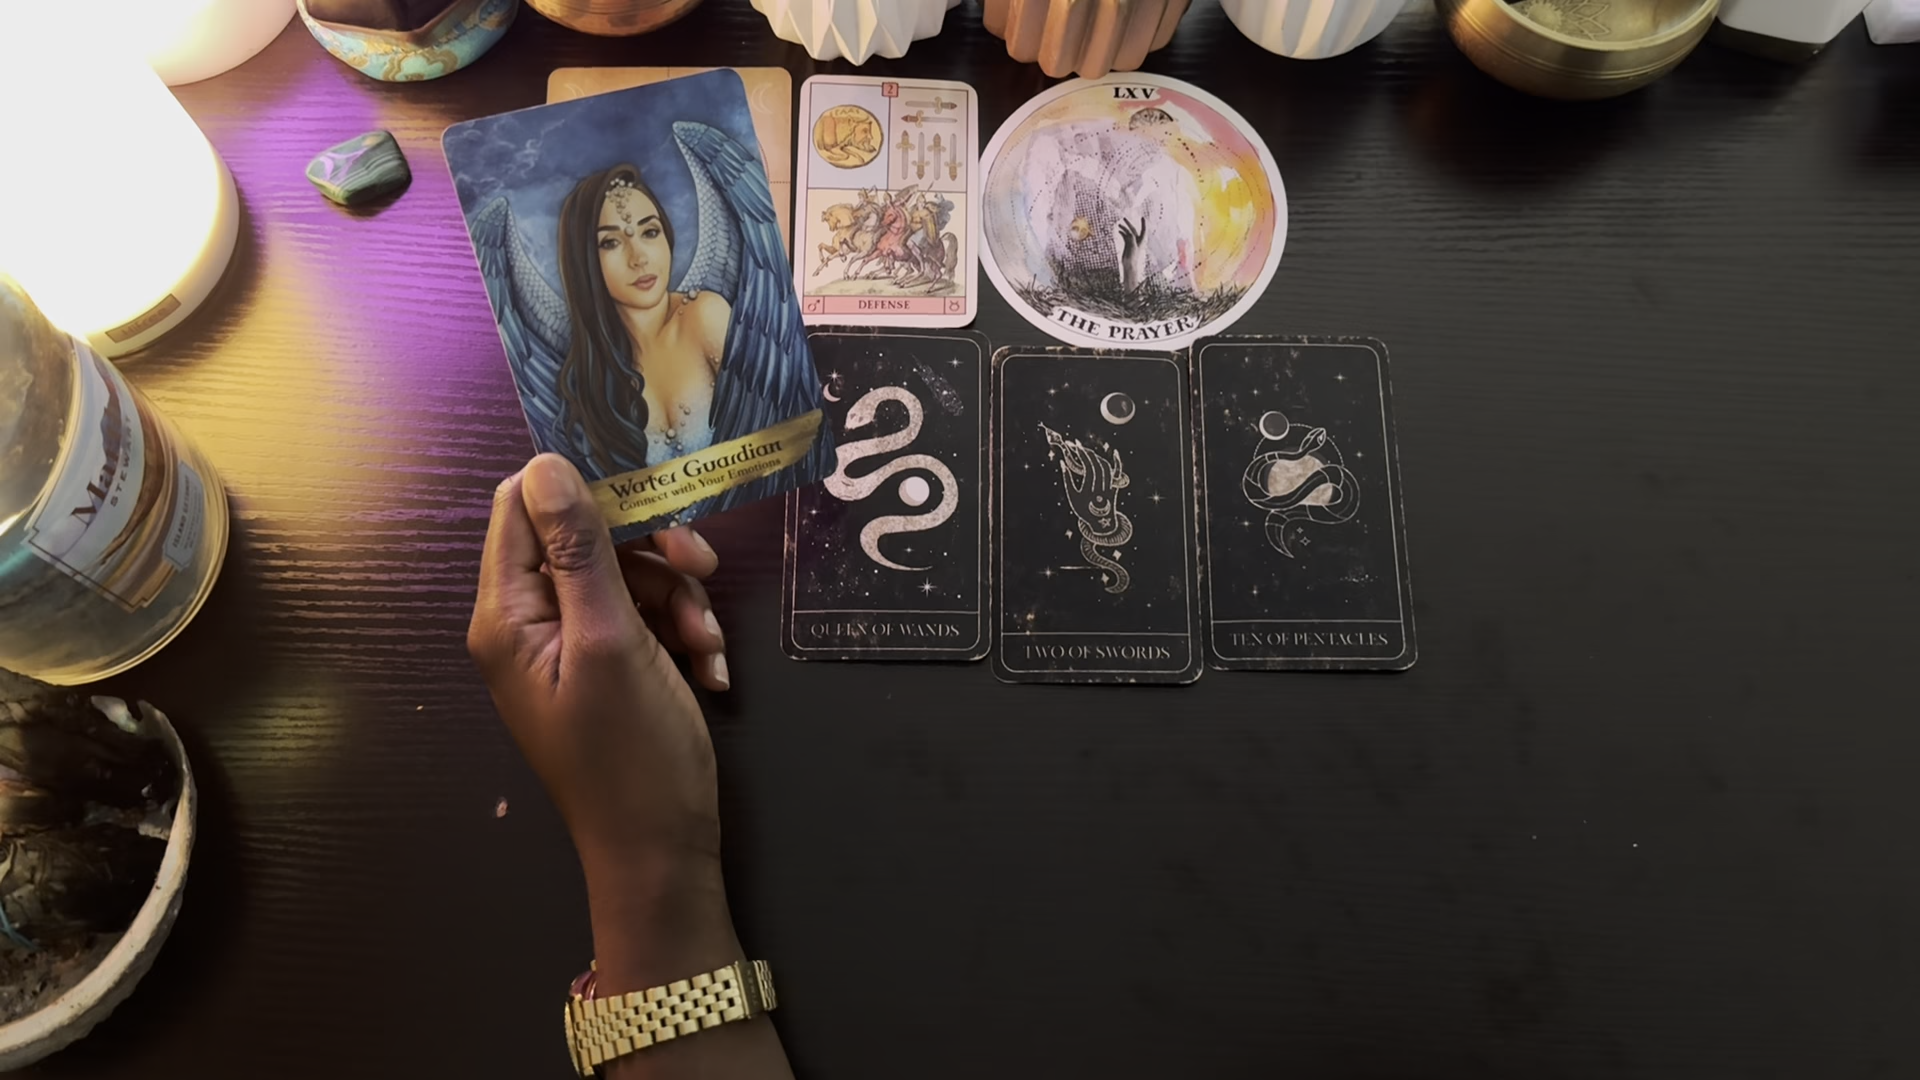 2
LXV
DEFENSE
THE PRAYER
Water Guardian
Connect with Your Emotions
QUEEN OF WANDS
TWO OF SWORDS
TEN OF PENTACLES
STEWART